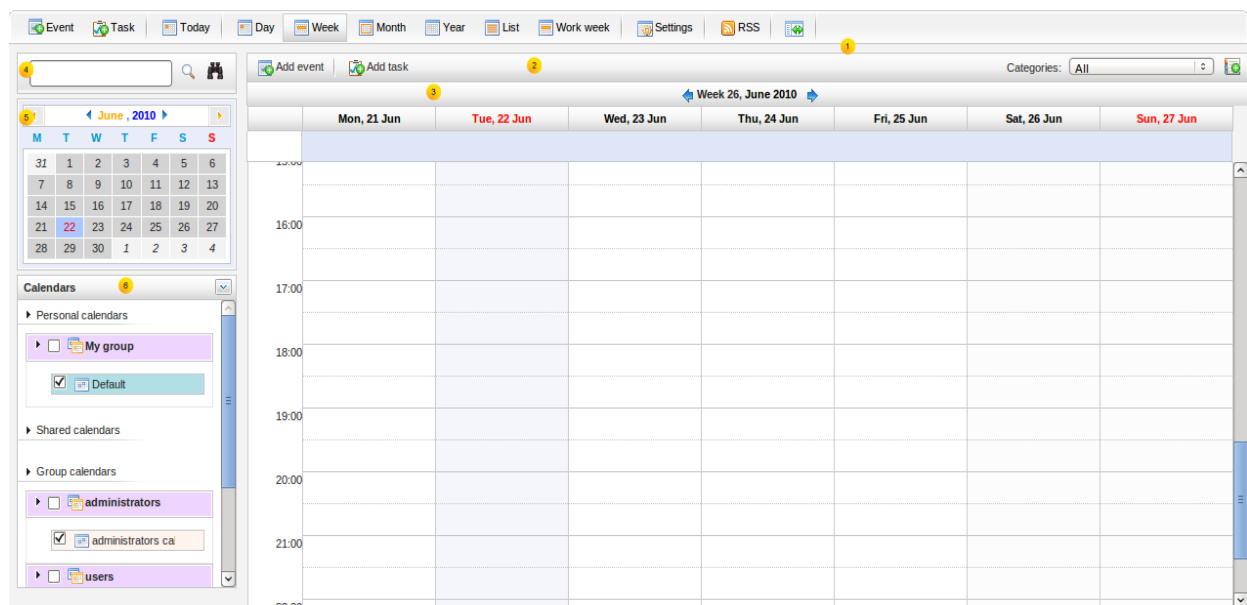 Event Task Today Day Week Month Year List Work week Settings RSS
1
4
Add event Add task 2 Categories: All
3 Week 26, June 2010
5 June , 2010
Mon, 21 Jun Tue, 22 Jun Wed, 23 Jun Thu, 24 Jun Fri, 25 Jun Sat, 26 Jun Sun, 27 Jun
M T W T F S S
31 1 2 3 4 5 6
7 8 9 10 11 12 13
14 15 16 17 18 19 20
21 22 23 24 25 26 27
28 29 30 1 2 3 4
Calendars 6
Personal calendars
My group
Default
Shared calendars
Group calendars
administrators
administrators cal
users
16:00
17:00
18:00
19:00
20:00
21:00